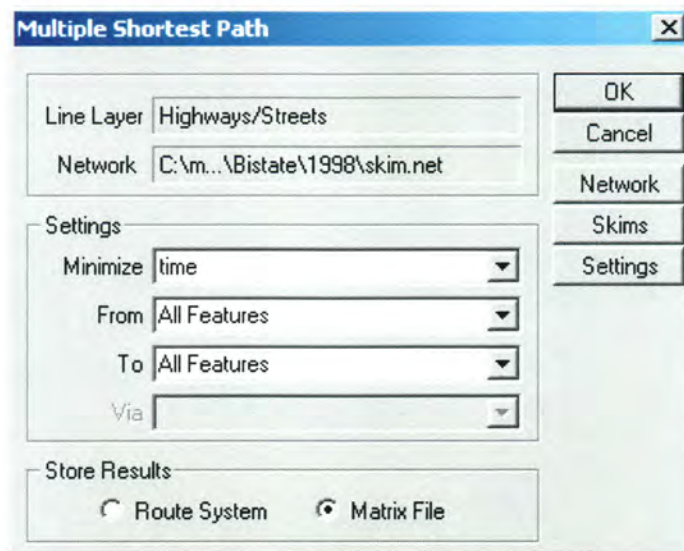 Multiple Shortest Path
Line Layer Highways/Streets
Network C:\m...\Bistate\1998\skim.net
Settings
Minimize time
From All Features
To All Features
Via
Store Results
Route System Matrix File
OK
Cancel
Network
Skims
Settings